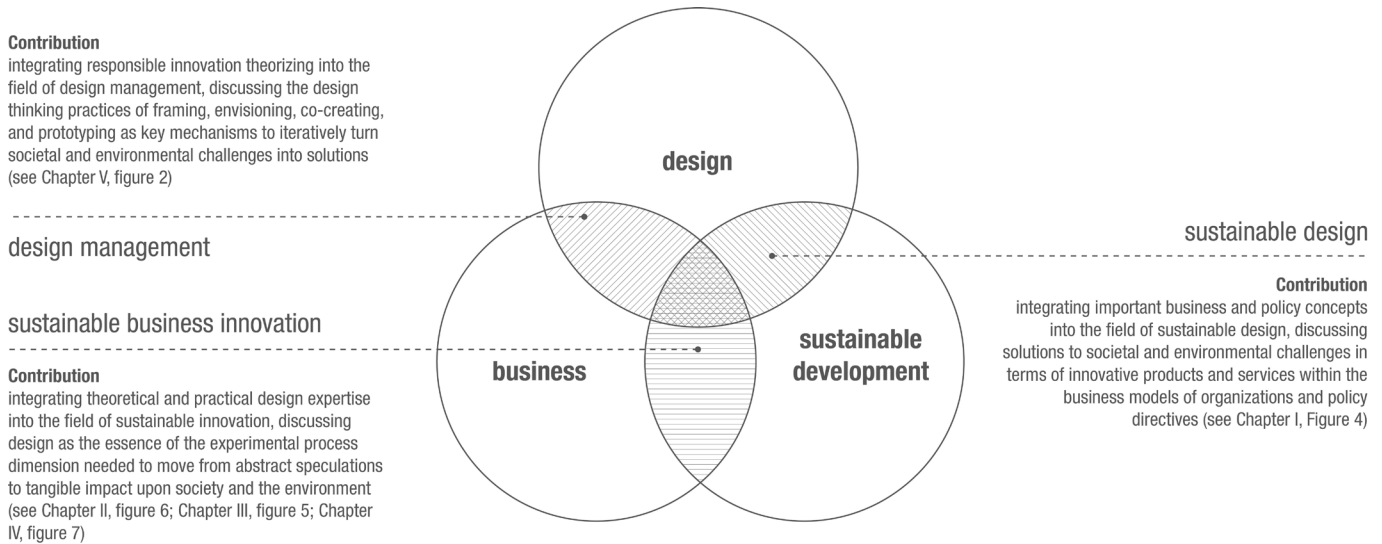 Contribution
integrating responsible innovation theorizing into the
field of design management, discussing the design
thinking practices of framing, envisioning, co-creating,
and prototyping as key mechanisms to iteratively turn
societal and environmental challenges into solutions
(see Chapter V, figure 2)
design management
sustainable business innovation
Contribution
integrating theoretical and practical design expertise
into the field of sustainable innovation, discussing
design as the essence of the experimental process
dimension needed to move from abstract speculations
to tangible impact upon society and the environment
(see Chapter II, figure 6; Chapter III, figure 5; Chapter
IV, figure 7)
design
business
sustainable
development
sustainable design
Contribution
integrating important business and policy concepts
into the field of sustainable design, discussing
solutions to societal and environmental challenges in
terms of innovative products and services within the
business models of organizations and policy
directives (see Chapter I, Figure 4)